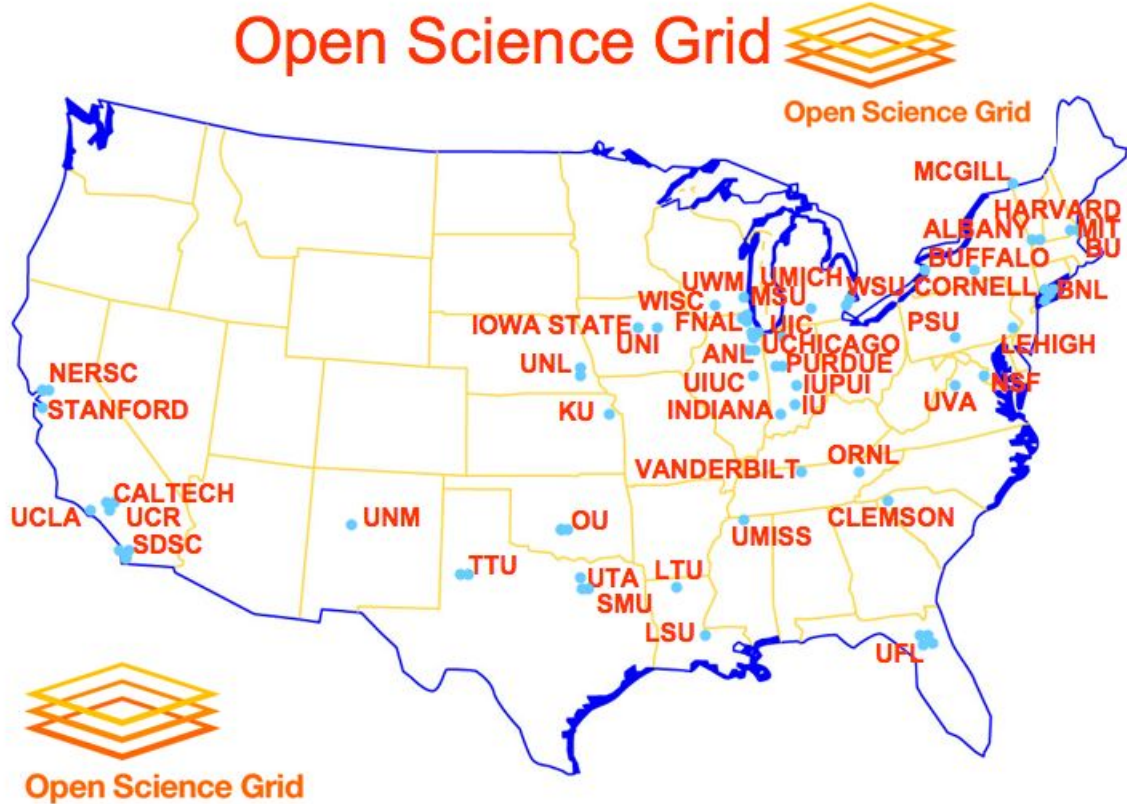 Open Science Grid
Open Science Grid
MCGILL
HARVARD
ALBANY
MIT
BU
BUFFALO
UWM
UMICH
WSU
CORNELL
BNL
WISC
MSU
IOWA STATE
FNAL
UIC
PSU
UNI
UCHICAGO
LEHIGH
UNL
ANL
PURDUE
NERSC
UIUC
IUPUI
NSF
UVA
STANFORD
KU
INDIANA
IU
VANDERBILT
ORNL
CALTECH
UCLA
UCR
UNM
OU
CLEMSON
SDSC
UMISS
TTU
UTA
LTU
SMU
LSU
UFL
Open Science Grid